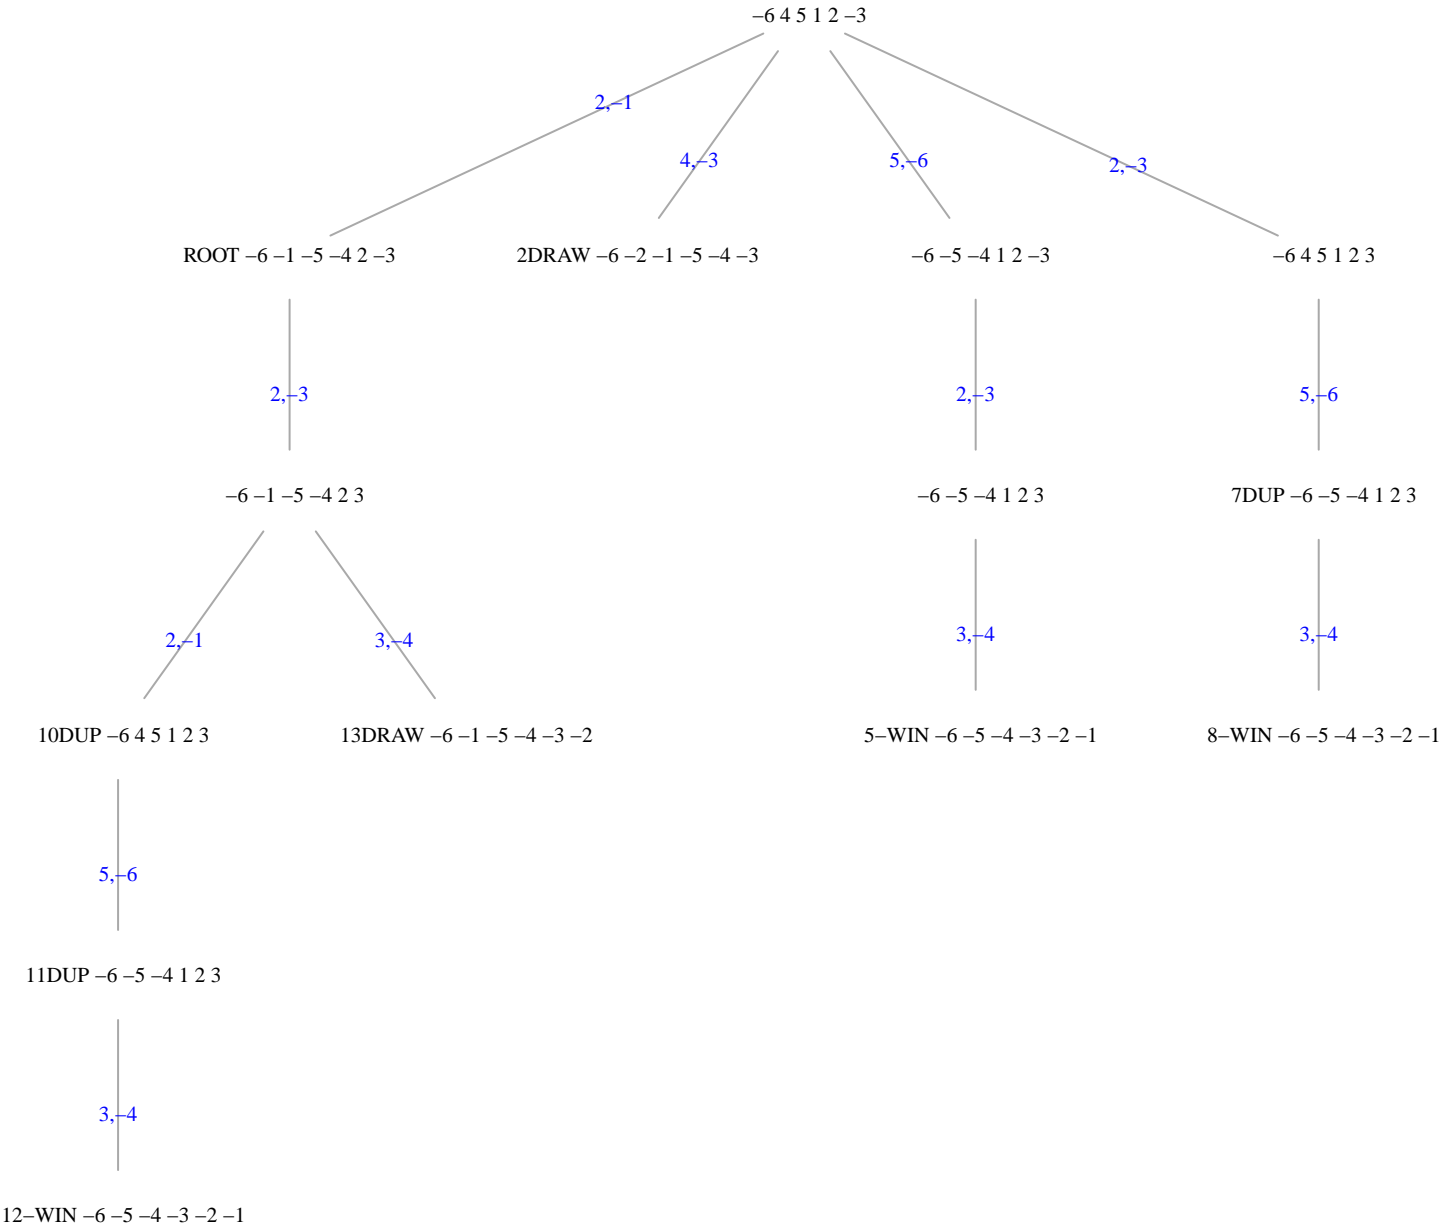 –6 4 5 1 2 –3
2,–1
4,–3
5,–6
2,–3
ROOT –6 –1 –5 –4 2 –3
2DRAW –6 –2 –1 –5 –4 –3
–6 –5 –4 1 2 –3
–6 4 5 1 2 3
2,–3
2,–3
5,–6
–6 –1 –5 –4 2 3
–6 –5 –4 1 2 3
7DUP –6 –5 –4 1 2 3
2,–1
3,–4
3,–4
3,–4
10DUP –6 4 5 1 2 3
13DRAW –6 –1 –5 –4 –3 –2
5–WIN –6 –5 –4 –3 –2 –1
8–WIN –6 –5 –4 –3 –2 –1
5,–6
11DUP –6 –5 –4 1 2 3
3,–4
12–WIN –6 –5 –4 –3 –2 –1